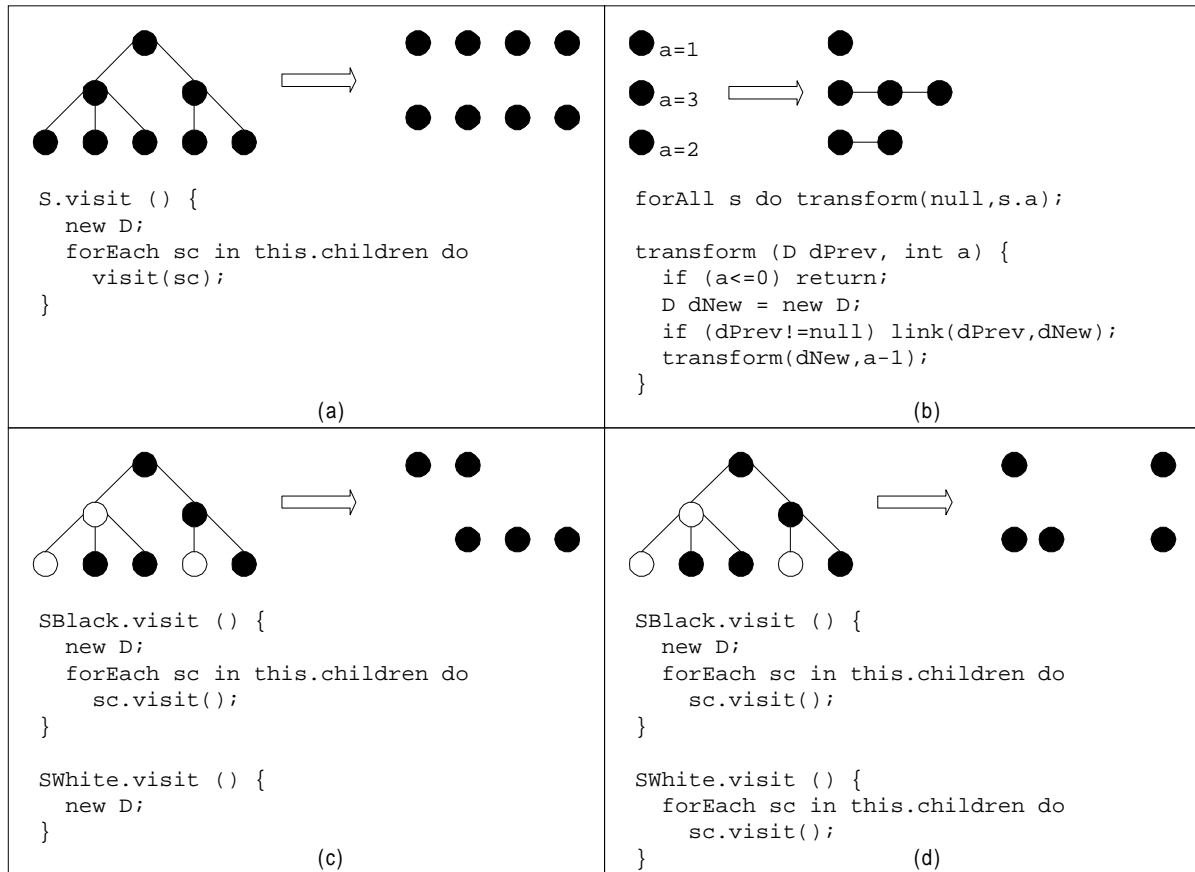 a=1
a=3
a=2
S.visit () {
  new D;
  forEach sc in this.children do
    visit(sc);
}
(a)
forAll s do transform(null,s.a);
transform (D dPrev, int a) {
  if (a<=0) return;
  D dNew = new D;
  if (dPrev!=null) link(dPrev,dNew);
  transform(dNew,a-1);
}
(b)
SBlack.visit () {
  new D;
  forEach sc in this.children do
    sc.visit();
}
SWhite.visit () {
  new D;
}
(c)
SBlack.visit () {
  new D;
  forEach sc in this.children do
    sc.visit();
}
SWhite.visit () {
  forEach sc in this.children do
    sc.visit();
}
(d)